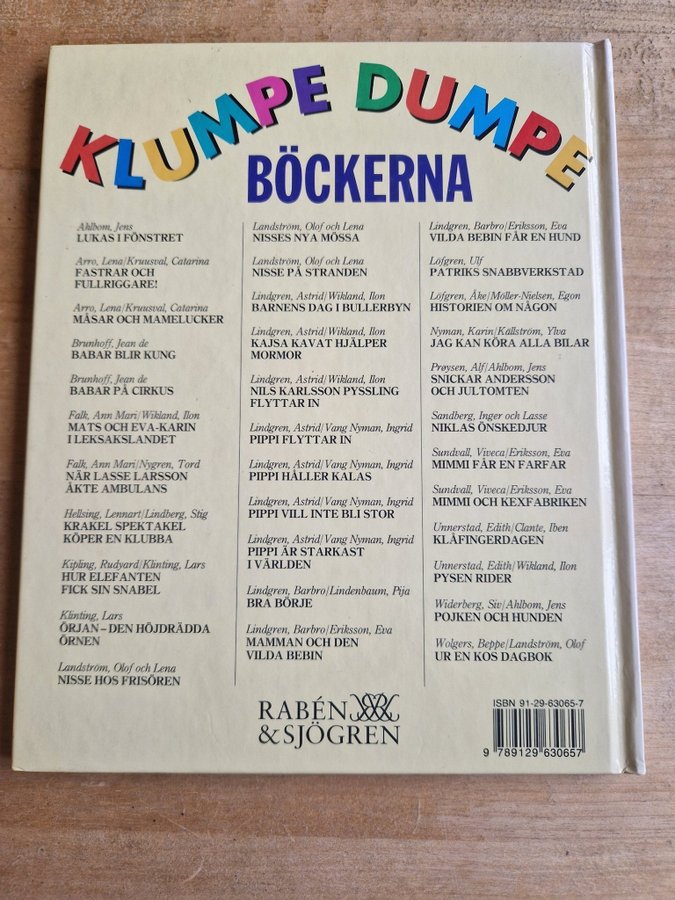 KLUMPE DUMPE
BÖCKERNA
Ahlbom, Jens
LUKAS I FÖNSTRET
Arro, Lena/Kruusval, Catarina
FASTRAR OCH
FULLRIGGARE!
Arro, Lena/Kruusval, Catarina
MÅSAR OCH MAMELUCKER
Brunhoff, Jean de
BABAR BLIR KUNG
Brunhoff, Jean de
BABAR PÅ CIRKUS
Falk, Ann Mari/Wikland, Ilon
MATS OCH EVA-KARIN
I LEKSAKSLANDET
Falk, Ann Mari/Nygren, Tord
NÄR LASSE LARSSON
ÅKTE AMBULANS
Hellsing, Lennart/Lindberg, Stig
KRAKEL SPEKTAKEL
KÖPER EN KLUBBA
Kipling, Rudyard/Klinting, Lars
HUR ELEFANTEN
FICK SIN SNABEL
Klinting, Lars
ÖRJAN – DEN HÖJDRÄDDA
ÖRNEN
Landström, Olof och Lena
NISSE HOS FRISÖREN
Landström, Olof och Lena
NISSES NYA MÖSSA
Landström, Olof och Lena
NISSE PÅ STRANDEN
Lindgren, Astrid/Wikland, Ilon
BARNENS DAG I BULLERBYN
Lindgren, Astrid/Wikland, Ilon
KAJSA KAVAT HJÄLPER
MORMOR
Lindgren, Astrid/Wikland, Ilon
NILS KARLSSON PYSSLING
FLYTTAR IN
Lindgren, Astrid/Vang Nyman, Ingrid
PIPPI FLYTTAR IN
Lindgren, Astrid/Vang Nyman, Ingrid
PIPPI HÅLLER KALAS
Lindgren, Astrid/Vang Nyman, Ingrid
PIPPI VILL INTE BLI STOR
Lindgren, Astrid/Vang Nyman, Ingrid
PIPPI ÄR STARKAST
I VÄRLDEN
Lindgren, Barbro/Lindenbaum, Pija
BRA BÖRJE
Lindgren, Barbro/Eriksson, Eva
MAMMAN OCH DEN
VILDA BEBIN
Lindgren, Barbro/Eriksson, Eva
VILDA BEBIN FÅR EN HUND
Löfgren, Ulf
PATRIKS SNABBVERKSTAD
Löfgren, Åke/Möller-Nielsen, Egon
HISTORIEN OM NÅGON
Nyman, Karin/Källström, Ylva
JAG KAN KÖRA ALLA BILAR
Prøysen, Alf/Ahlbom, Jens
SNICKAR ANDERSSON
OCH JULTOMTEN
Sandberg, Inger och Lasse
NIKLAS ÖNSKEDJUR
Sundvall, Viveca/Eriksson, Eva
MIMMI FÅR EN FARFAR
Sundvall, Viveca/Eriksson, Eva
MIMMI OCH KEXFABRIKEN
Unnerstad, Edith/Clante, Iben
KLÅFINGERDAGEN
Unnerstad, Edith/Wikland, Ilon
PYSEN RIDER
Widerberg, Siv/Ahlbom, Jens
POJKEN OCH HUNDEN
Wolgers, Beppe/Landström, Olof
UR EN KOS DAGBOK
RABÉN
&SJÖGREN
ISBN 91-29-63065-7
9 789129 630657